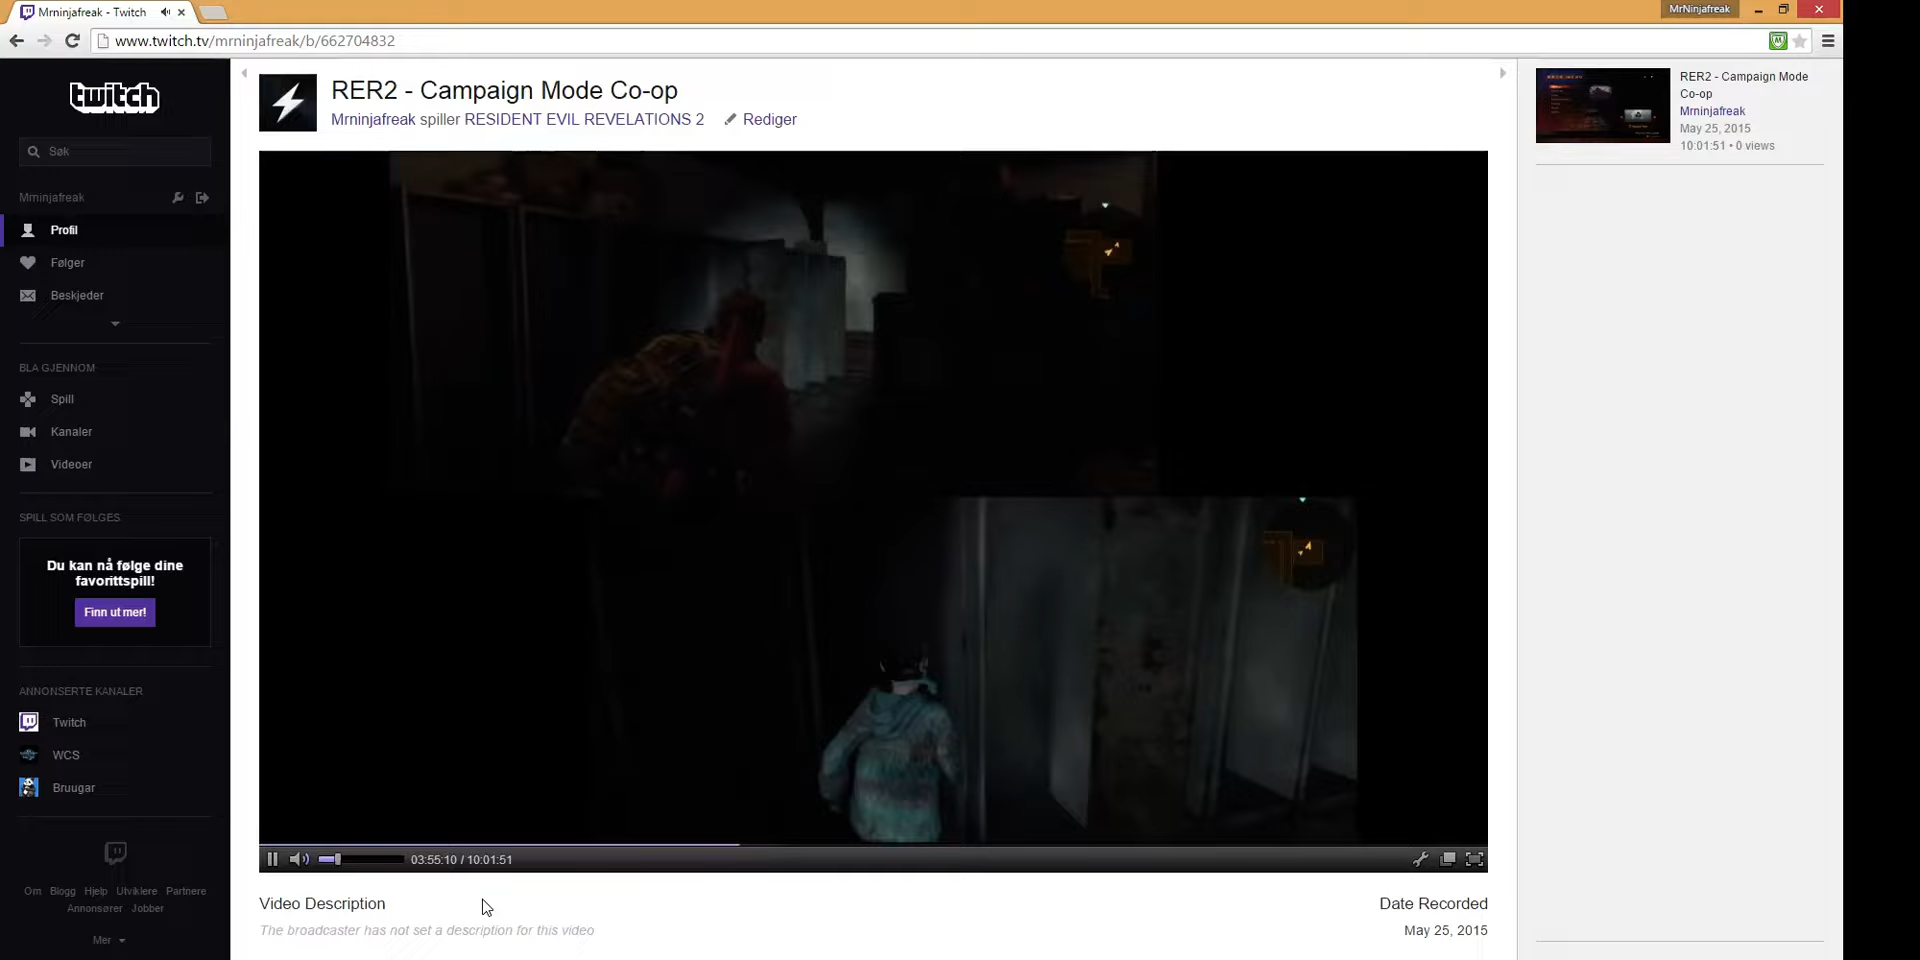 Mrninjafreak - Twitch
MrNinjafreak
www.twitch.tv/mrninjafreak/b/662704832
twitch
Søk
Mrninjafreak
Profil
Følger
Beskjeder
BLA GJENNOM
Spill
Kanaler
Videoer
SPILL SOM FØLGES
Du kan nå følge dine
favorittspill!
Finn ut mer!
ANNONSERTE KANALER
Twitch
WCS
Bruugar
Om Blogg Hjelp Utviklere Partnere
Annonsører Jobber
Mer
RER2 - Campaign Mode Co-op
Mrninjafreak spiller RESIDENT EVIL REVELATIONS 2 Rediger
03:55:10 / 10:01:51
Video Description
The broadcaster has not set a description for this video
Date Recorded
May 25, 2015
RER2 - Campaign Mode
Co-op
Mrninjafreak
May 25, 2015
10:01:51 • 0 views